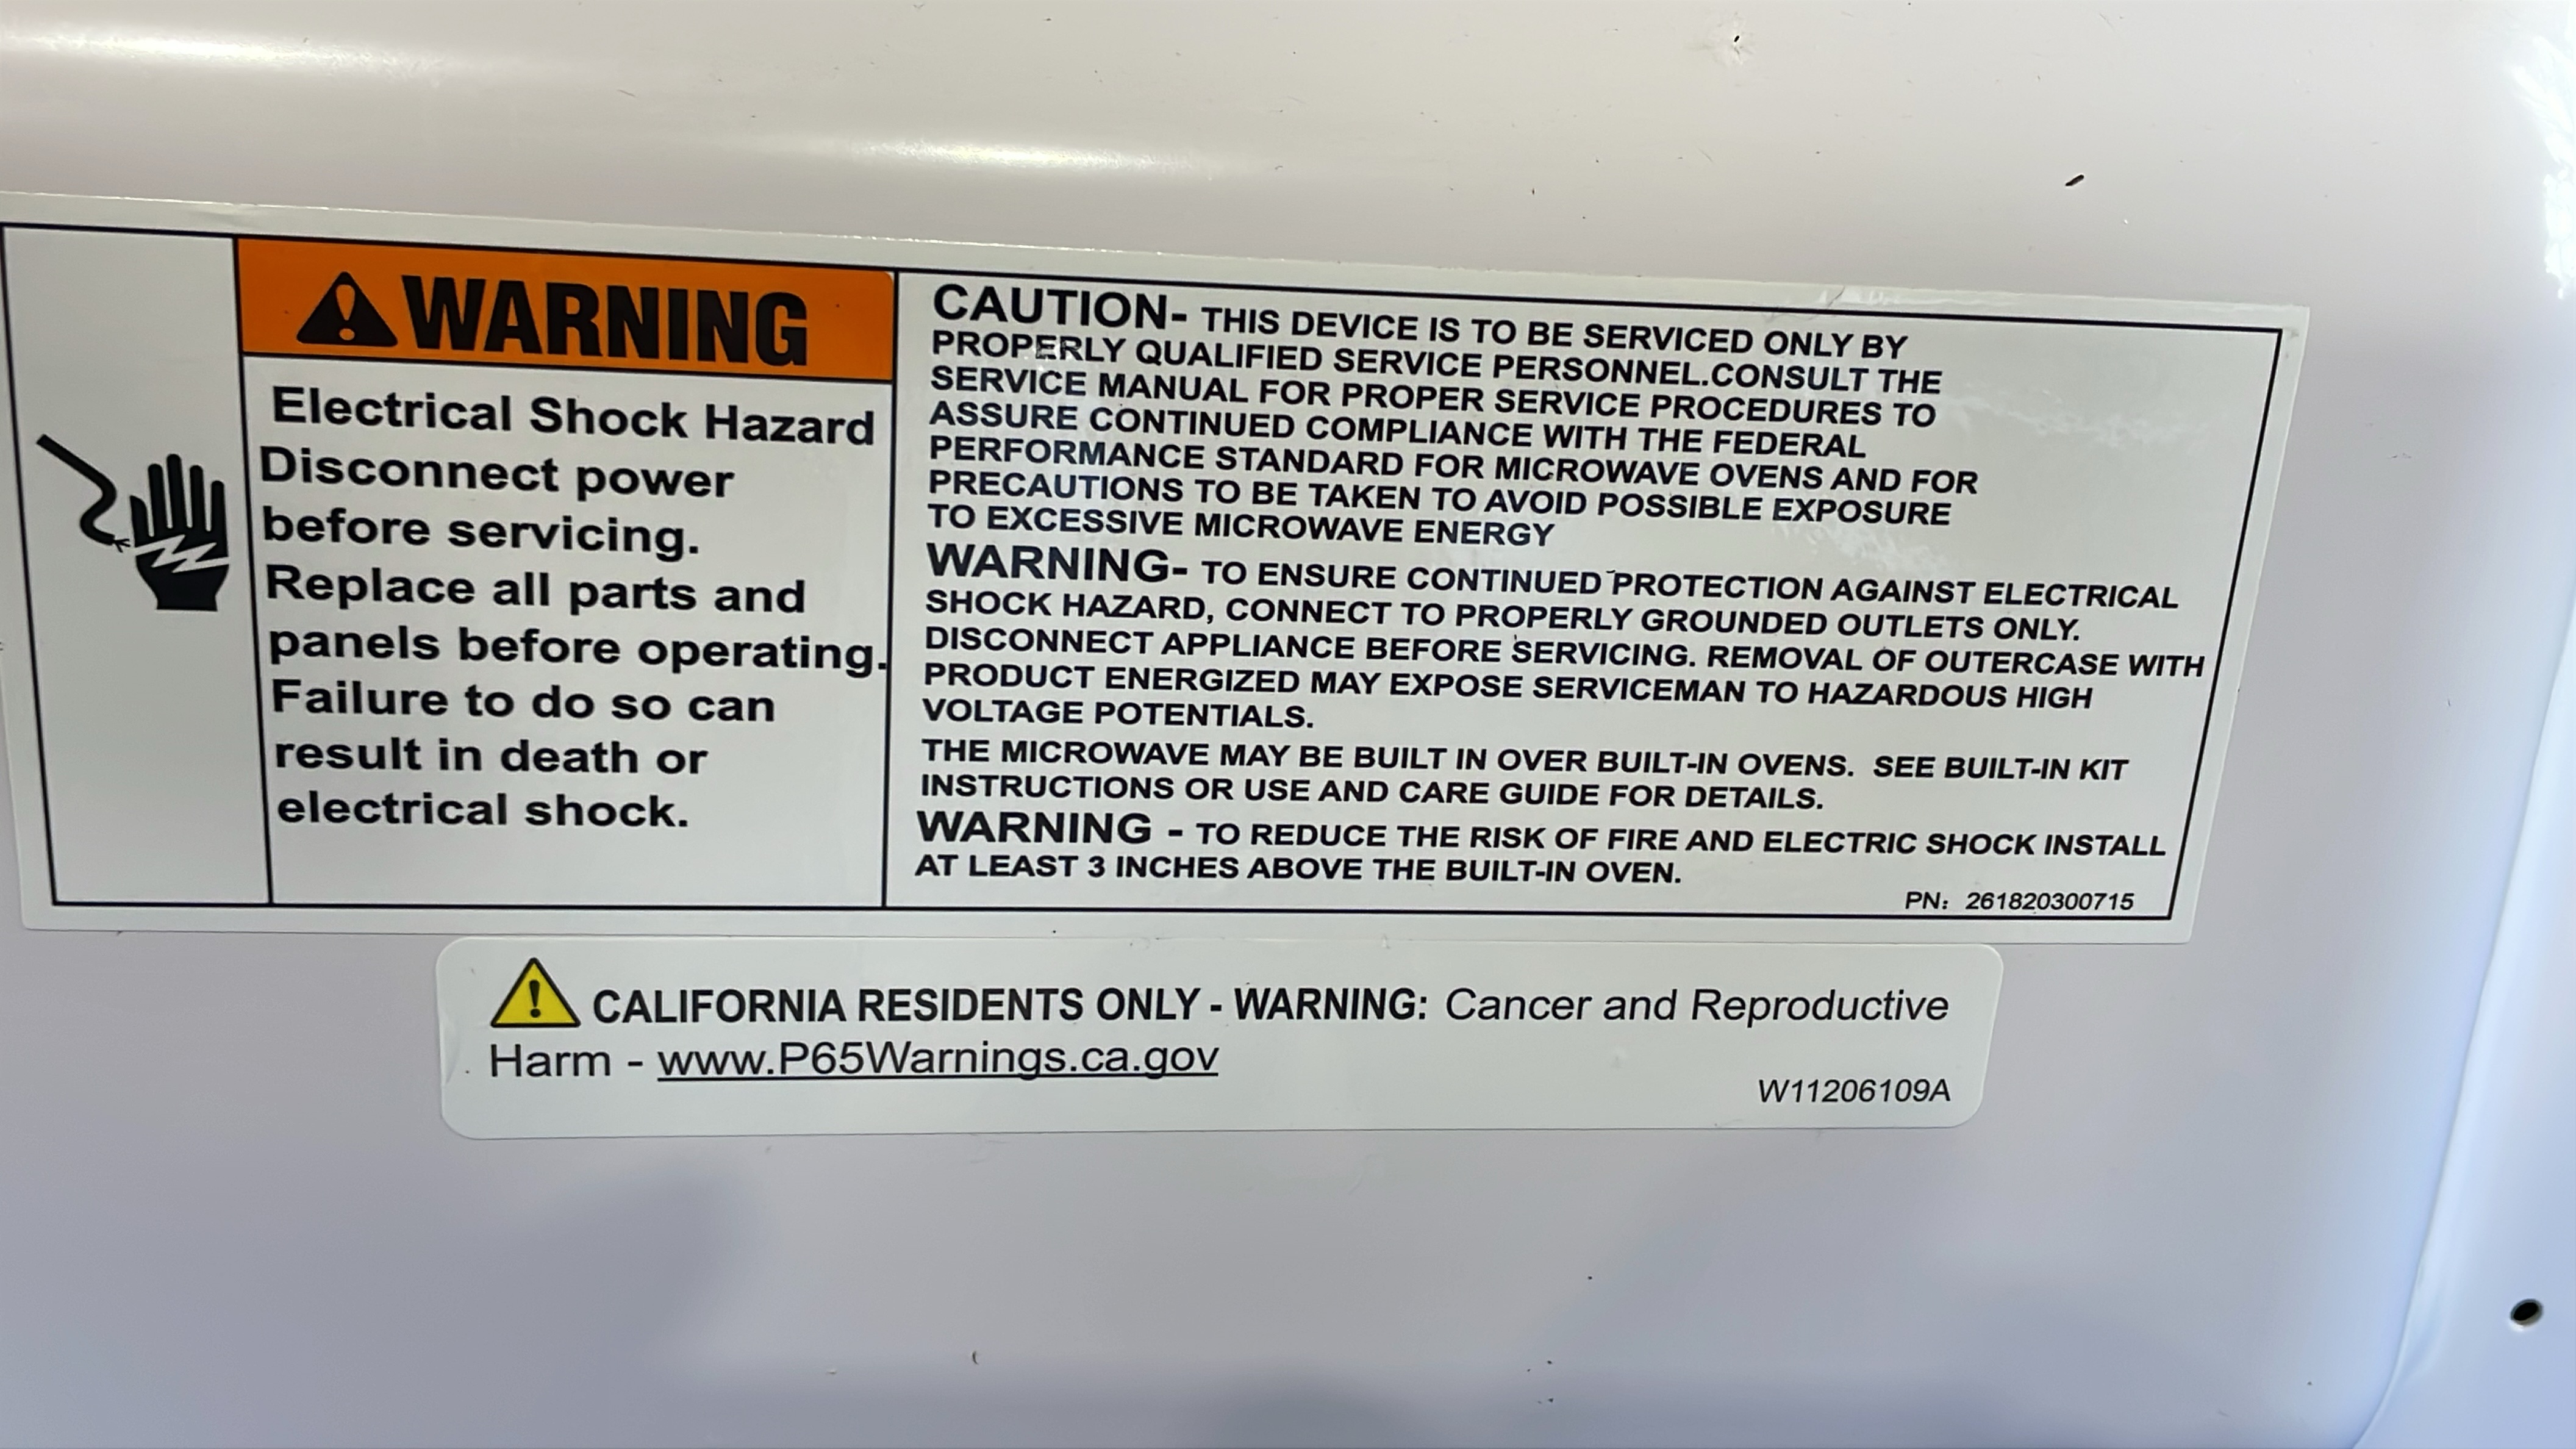 WARNING
Electrical Shock Hazard
Disconnect power
before servicing.
Replace all parts and
panels before operating.
Failure to do so can
result in death or
electrical shock.
CAUTION- THIS DEVICE IS TO BE SERVICED ONLY BY
PROPERLY QUALIFIED SERVICE PERSONNEL.CONSULT THE
SERVICE MANUAL FOR PROPER SERVICE PROCEDURES TO
ASSURE CONTINUED COMPLIANCE WITH THE FEDERAL
PERFORMANCE STANDARD FOR MICROWAVE OVENS AND FOR
PRECAUTIONS TO BE TAKEN TO AVOID POSSIBLE EXPOSURE
TO EXCESSIVE MICROWAVE ENERGY
WARNING- TO ENSURE CONTINUED PROTECTION AGAINST ELECTRICAL
SHOCK HAZARD, CONNECT TO PROPERLY GROUNDED OUTLETS ONLY.
DISCONNECT APPLIANCE BEFORE SERVICING. REMOVAL OF OUTERCASE WITH
PRODUCT ENERGIZED MAY EXPOSE SERVICEMAN TO HAZARDOUS HIGH
VOLTAGE POTENTIALS.
THE MICROWAVE MAY BE BUILT IN OVER BUILT-IN OVENS. SEE BUILT-IN KIT
INSTRUCTIONS OR USE AND CARE GUIDE FOR DETAILS.
WARNING - TO REDUCE THE RISK OF FIRE AND ELECTRIC SHOCK INSTALL
AT LEAST 3 INCHES ABOVE THE BUILT-IN OVEN.
PN: 261820300715
CALIFORNIA RESIDENTS ONLY - WARNING: Cancer and Reproductive
Harm - www.P65Warnings.ca.gov
W11206109A